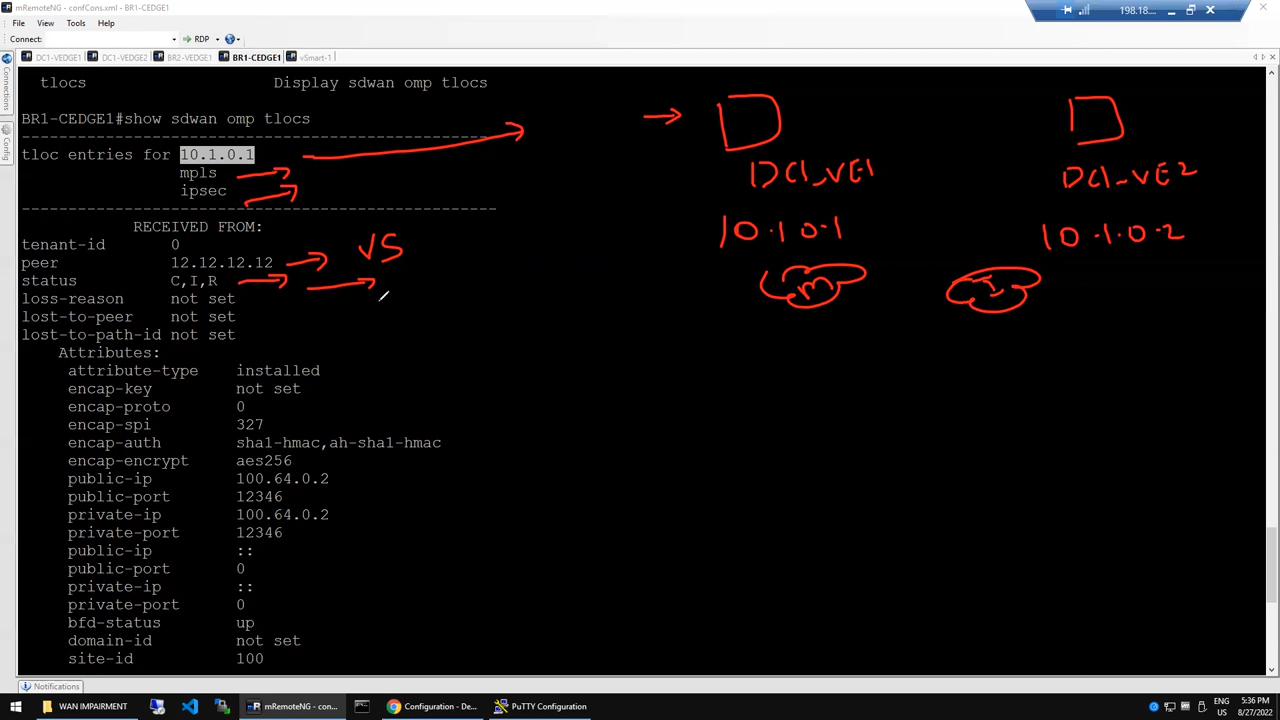 mRemoteNG - confCons.xml - BR1-CEDGE1
198.18....
File View Tools Help
Connect: RDP
DC1-VEDGE1 DC1-VEDGE2 BR2-VEDGE1 BR1-CEDGE1 vSmart-1
Connections
Config
tlocs Display sdwan omp tlocs
BR1-CEDGE1#show sdwan omp tlocs
---------------------------------------------------
tloc entries for 10.1.0.1
mpls
ipsec
---------------------------------------------------
RECEIVED FROM:
tenant-id 0
peer 12.12.12.12
status C,I,R
loss-reason not set
lost-to-peer not set
lost-to-path-id not set
Attributes:
attribute-type installed
encap-key not set
encap-proto 0
encap-spi 327
encap-auth sha1-hmac,ah-sha1-hmac
encap-encrypt aes256
public-ip 100.64.0.2
public-port 12346
private-ip 100.64.0.2
private-port 12346
public-ip ::
public-port 0
private-ip ::
private-port 0
bfd-status up
domain-id not set
site-id 100
VS
DC1_VE1
10.1.0.1
m
DC1_VE2
10.1.0.2
I
Notifications
WAN IMPAIRMENT
mRemoteNG - con...
Configuration - De...
PuTTY Configuration
ENG
US
5:36 PM
8/27/2022